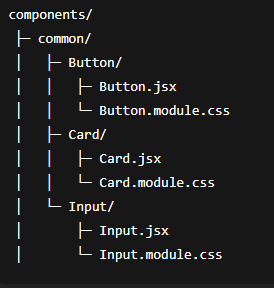 components/
├─ common/
│   ├─ Button/
│   │   ├─ Button.jsx
│   │   └─ Button.module.css
│   ├─ Card/
│   │   ├─ Card.jsx
│   │   └─ Card.module.css
│   └─ Input/
│       ├─ Input.jsx
│       └─ Input.module.css